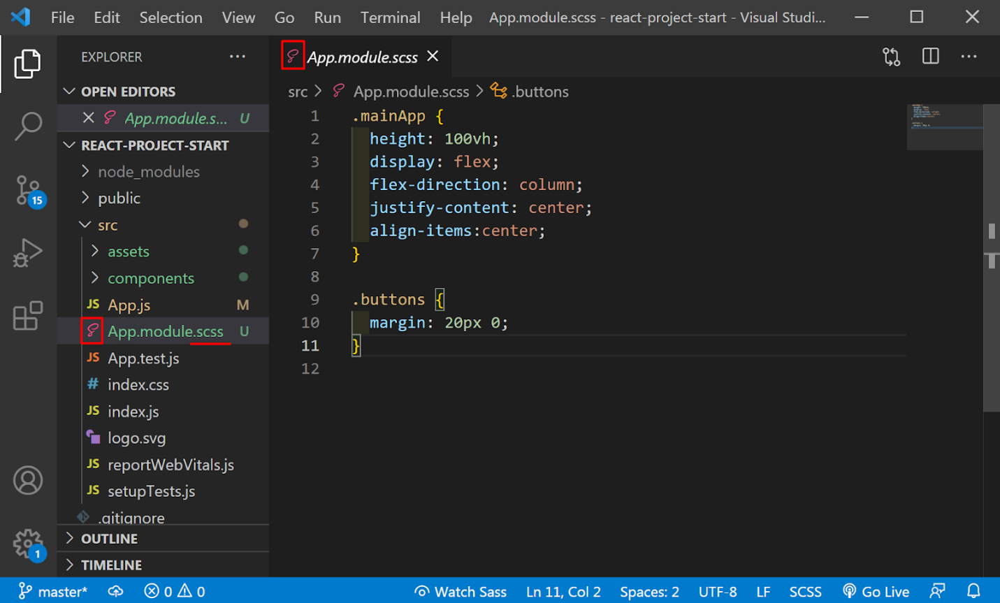 File Edit Selection View Go Run Terminal Help App.module.scss - react-project-start - Visual Studi...
EXPLORER
OPEN EDITORS
App.module.s... U
REACT-PROJECT-START
node_modules
public
src
assets
components
JS App.js M
App.module.scss U
JS App.test.js
# index.css
JS index.js
logo.svg
JS reportWebVitals.js
JS setupTests.js
.gitignore
OUTLINE
TIMELINE
15
1
App.module.scss
src > App.module.scss > .buttons
1 .mainApp {
2 height: 100vh;
3 display: flex;
4 flex-direction: column;
5 justify-content: center;
6 align-items:center;
7 }
8
9 .buttons {
10 margin: 20px 0;
11 }
12
master* 0 0 Watch Sass Ln 11, Col 2 Spaces: 2 UTF-8 LF SCSS Go Live